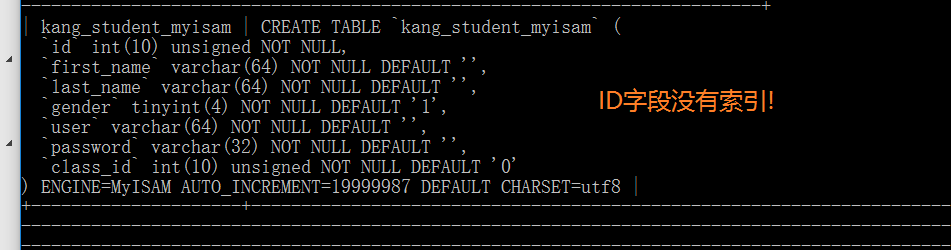 | kang_student_myisam | CREATE TABLE `kang_student_myisam` (
`id` int(10) unsigned NOT NULL,
`first_name` varchar(64) NOT NULL DEFAULT '',
`last_name` varchar(64) NOT NULL DEFAULT '',
`gender` tinyint(4) NOT NULL DEFAULT '1',
`user` varchar(64) NOT NULL DEFAULT '',
`password` varchar(32) NOT NULL DEFAULT '',
`class_id` int(10) unsigned NOT NULL DEFAULT '0'
) ENGINE=MyISAM AUTO_INCREMENT=19999987 DEFAULT CHARSET=utf8 |
ID字段没有索引!